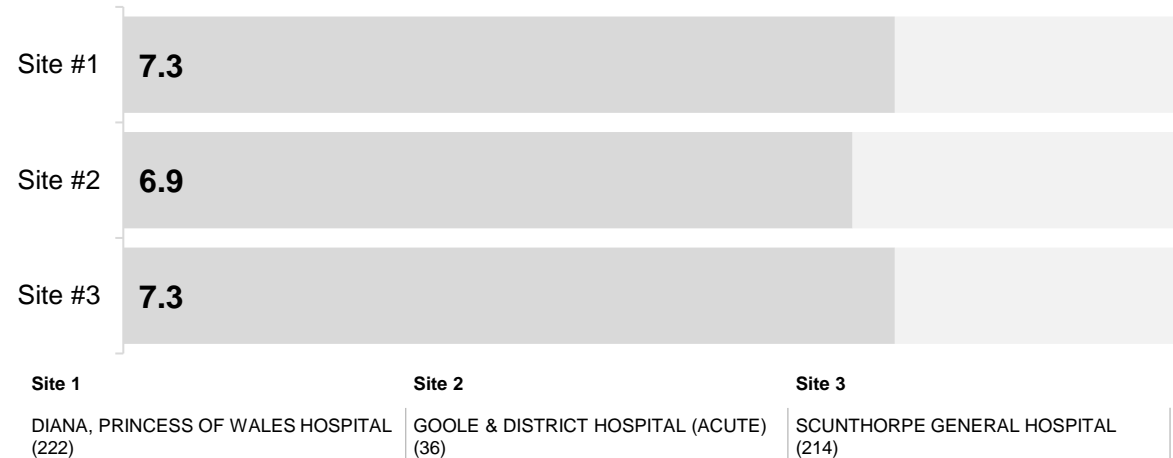 Site #1
7.3
Site #2
6.9
Site #3
7.3
Site 1
DIANA, PRINCESS OF WALES HOSPITAL
(222)
Site 2
GOOLE & DISTRICT HOSPITAL (ACUTE)
(36)
Site 3
SCUNTHORPE GENERAL HOSPITAL
(214)